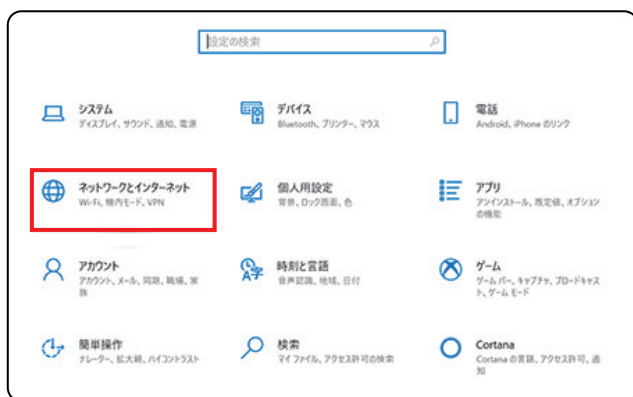 設定の検索
システム
ディスプレイ、サウンド、通知、電源
デバイス
Bluetooth、プリンター、マウス
電話
Android、iPhone のリンク
ネットワークとインターネット
Wi-Fi、機内モード、VPN
個人用設定
背景、ロック画面、色
アプリ
アンインストール、既定値、オプション
の機能
アカウント
アカウント、メール、同期、職場、家
族
時刻と言語
音声認識、地域、日付
ゲーム
ゲーム バー、キャプチャ、ブロードキャス
ト、ゲーム モード
簡単操作
ナレーター、拡大鏡、ハイコントラスト
検索
マイ ファイル、アクセス許可の検索
Cortana
Cortana の言語、アクセス許可、通
知